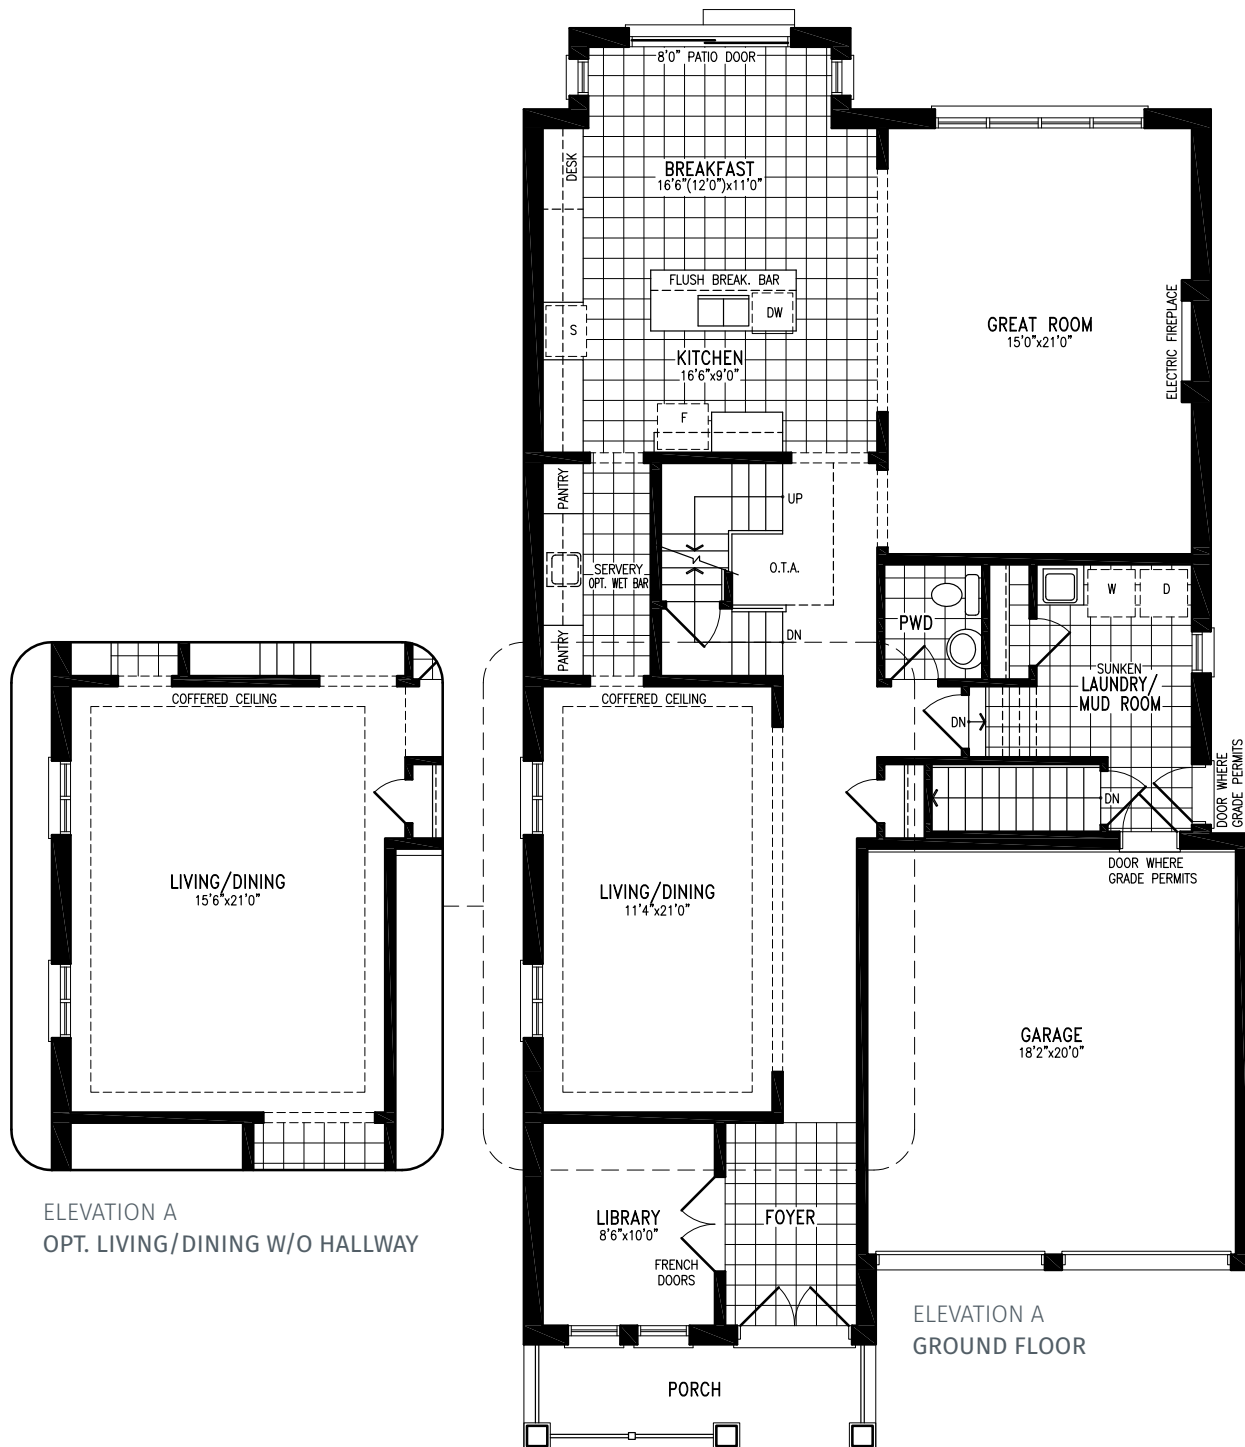 8'0" PATIO DOOR
DESK
BREAKFAST
16'6"(12'0")x11'0"
FLUSH BREAK. BAR
DW
S
KITCHEN
16'6"x9'0"
F
GREAT ROOM
15'0"x21'0"
ELECTRIC FIREPLACE
PANTRY
UP
SERVERY
OPT. WET BAR
O.T.A.
PANTRY
DN
PWD
W
D
SUNKEN
LAUNDRY/
MUD ROOM
DN
DN
DOOR WHERE
GRADE PERMITS
DOOR WHERE
GRADE PERMITS
COFFERED CEILING
LIVING/DINING
15'6"x21'0"
COFFERED CEILING
LIVING/DINING
11'4"x21'0"
GARAGE
18'2"x20'0"
LIBRARY
8'6"x10'0"
FRENCH
DOORS
FOYER
PORCH
ELEVATION A
OPT. LIVING/DINING W/O HALLWAY
ELEVATION A
GROUND FLOOR